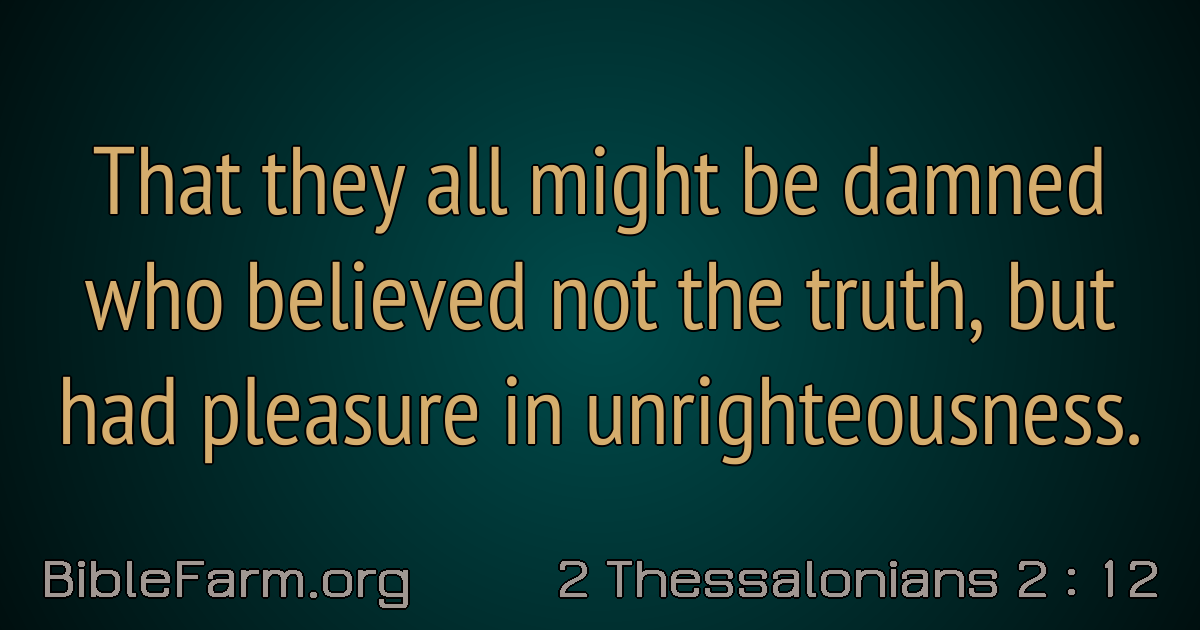 That they all might be damned
who believed not the truth, but
had pleasure in unrighteousness.
BibleFarm.org 2 Thessalonians 2 : 12